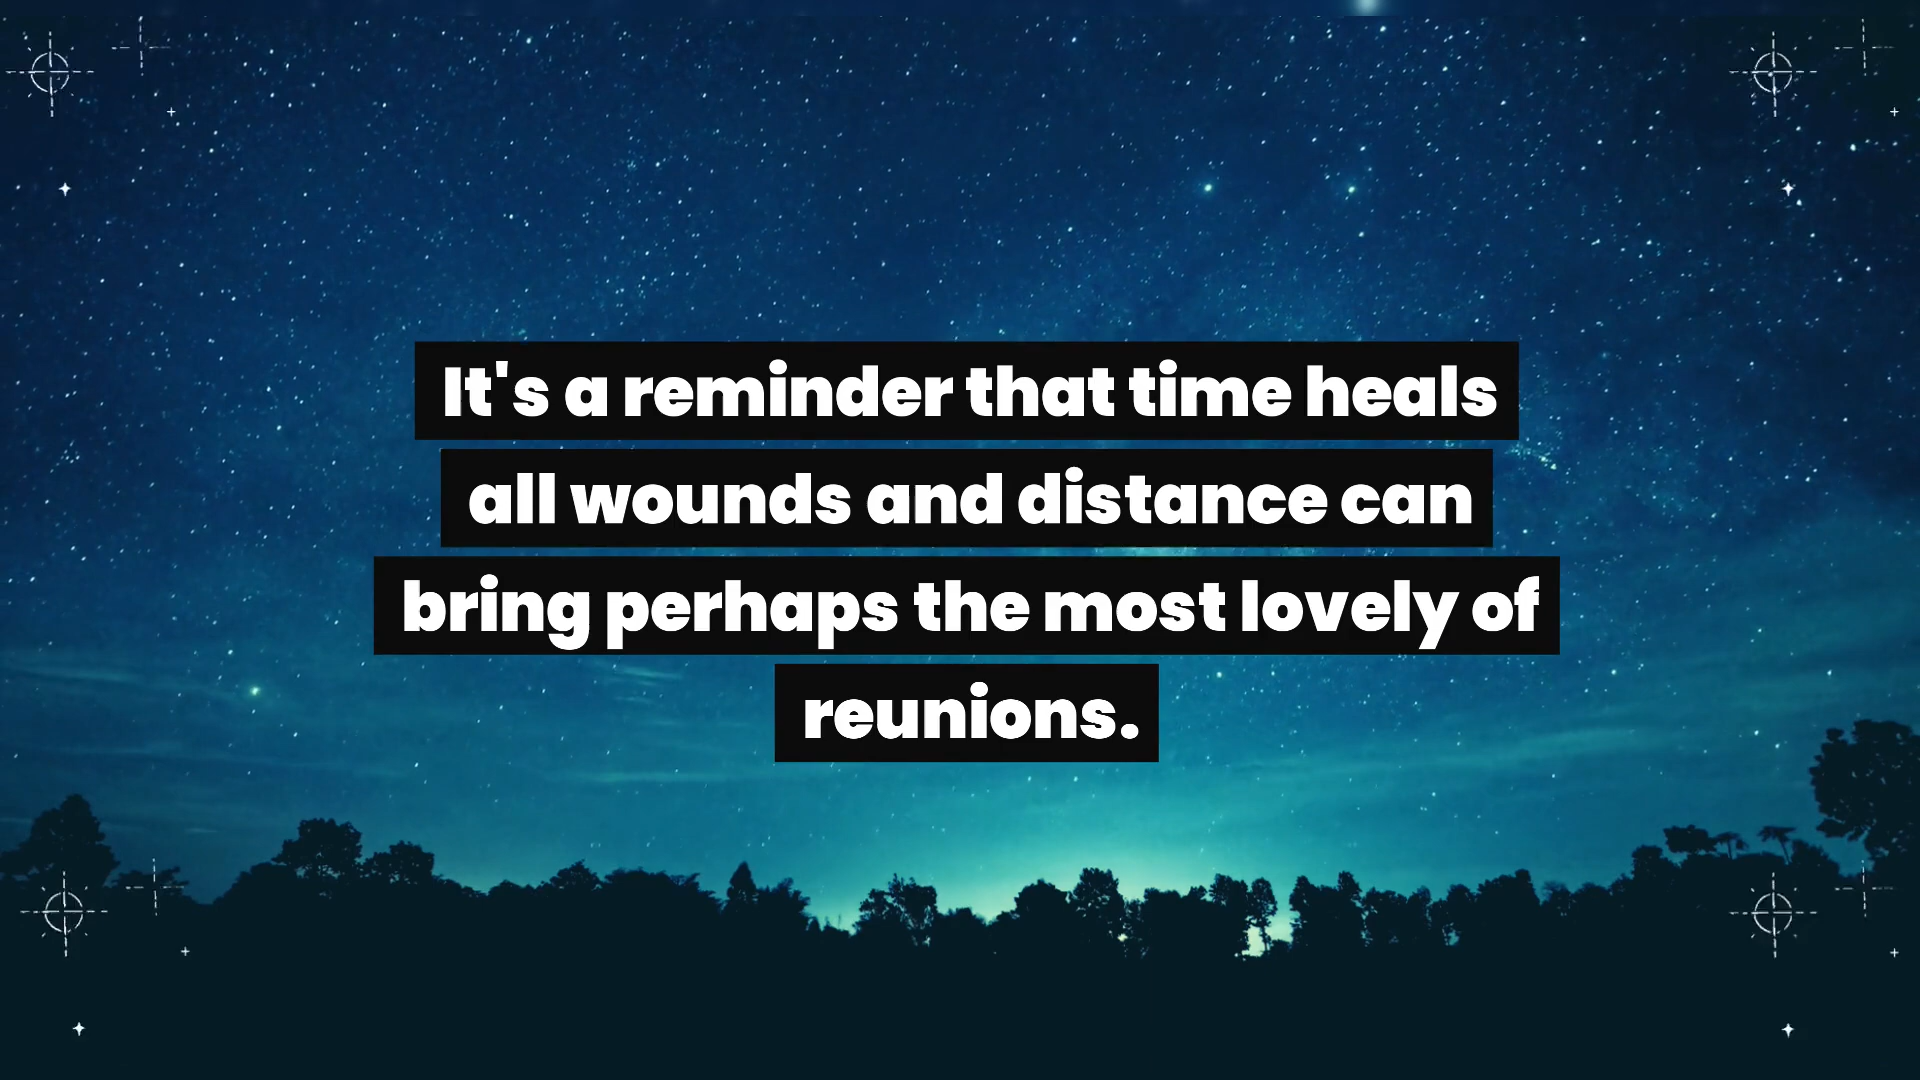 It's a reminder that time heals
all wounds and distance can
bring perhaps the most lovely of
reunions.